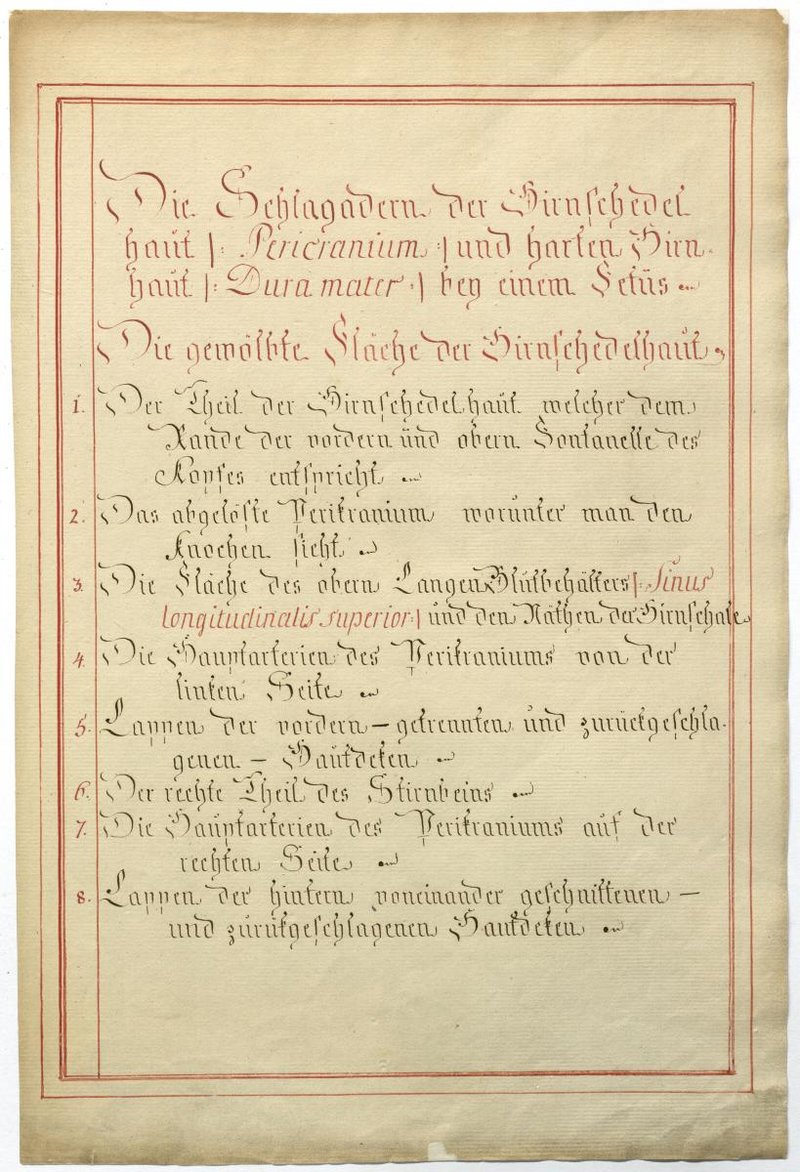 Die Schlagadern der Hirnschedel
haut |: Pericranium :| und harten Hirn
haut |: Dura mater :| bey einem Fetüs
Die gewölbte Fläche der Hirnschedelhaut
1. Der Theil der Hirnschedelhaut welcher dem
Rande der vordern und obern Fontanelle des
Kopfes entspricht
2. Das abgelöste Perikranium worunter man den
Knochen sieht
3. Die Fläche des obern Langen Blutbehälters |: Sinus
longitudinalis superior :| und den Näthen der Hirnschale
4. Die Hauptarterien des Perikraniums von der
linken Seite
5. Lappen der vordern – getrennten und zurückgeschla-
genen – Hautdeken
6. Der rechte Theil des Stirnbeins
7. Die Hauptarterien des Perikraniums auf der
rechten Seite
8. Lappen der hintern voneinander geschnittenen –
und zurükgeschlagenen Hautdeken